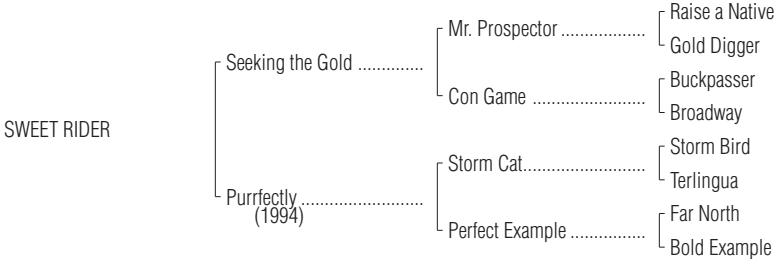 Raise a Native
Mr. Prospector ..................
Gold Digger
Seeking the Gold ..............
Buckpasser
Con Game ........................
Broadway
SWEET RIDER
Storm Bird
Storm Cat..........................
Terlingua
Purrfectly ..........................
(1994)
Far North
Perfect Example ................
Bold Example